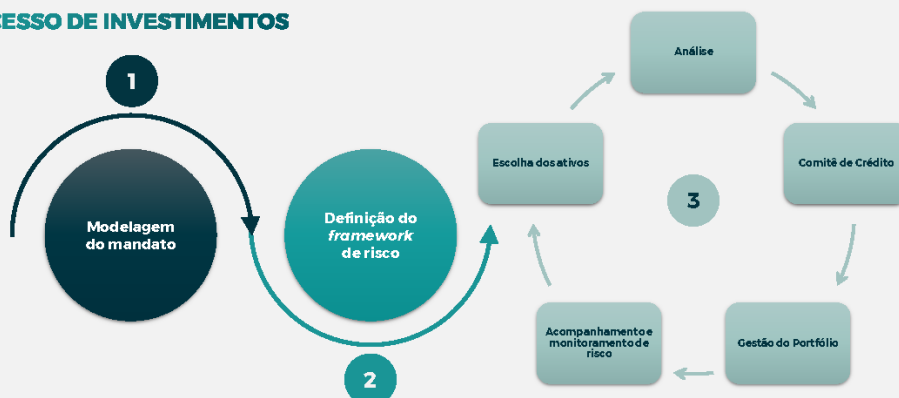 CESSO DE INVESTIMENTOS
1
Modelagem
do mandato
Definição do
framework
de risco
2
Análise
Escolha dos ativos
Comitê de Crédito
3
Acompanhamento e
monitoramento de
risco
Gestão do Portfólio